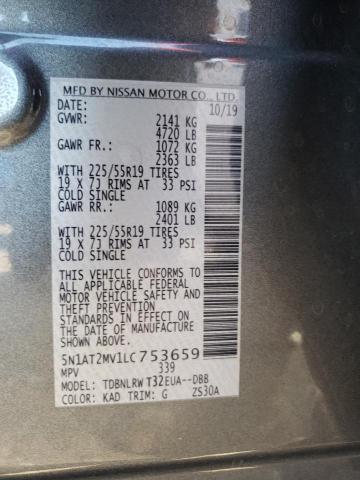 MFD BY NISSAN MOTOR CO., LTD.
DATE: 10/19
GVWR: 2141 KG
4720 LB
GAWR FR.: 1072 KG
2363 LB
WITH 225/55R19 TIRES
19 X 7J RIMS AT 33 PSI
COLD SINGLE
GAWR RR.: 1089 KG
2401 LB
WITH 225/55R19 TIRES
19 X 7J RIMS AT 33 PSI
COLD SINGLE
THIS VEHICLE CONFORMS TO
ALL APPLICABLE FEDERAL
MOTOR VEHICLE SAFETY,
BUMPER, AND THEFT PREVENTION
STANDARDS IN EFFECT ON
THE DATE OF MANUFACTURE
SHOWN ABOVE.
5N1AT2MV1LC753659
MPV 339
MODEL: TDBNLRW T32EUA--DBB
COLOR: KAD TRIM: G ZS30A